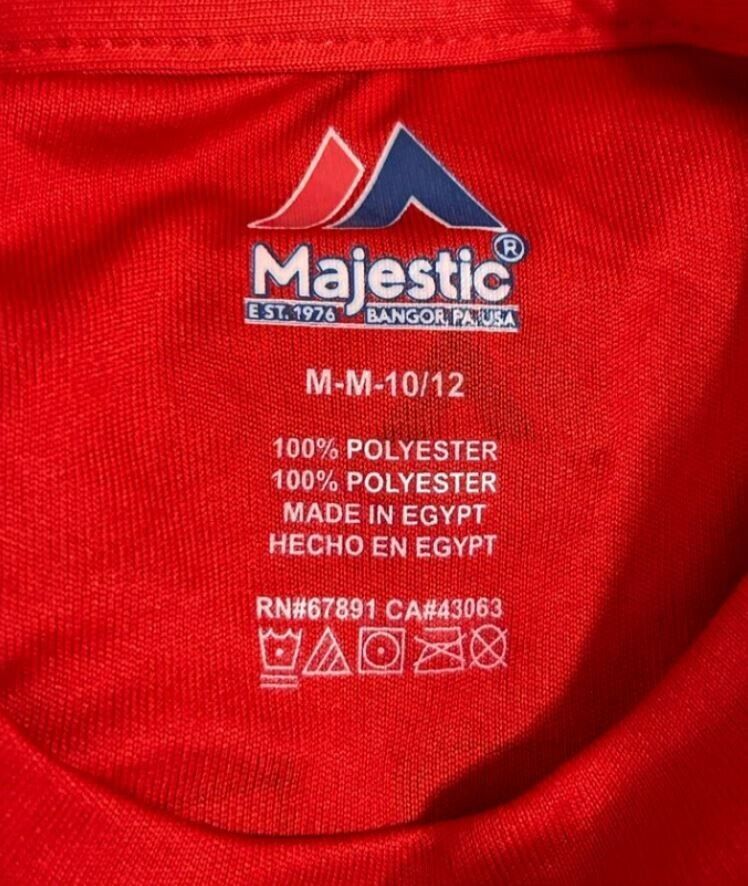 Majestic®
EST. 1976 BANGOR, PA, USA
M-M-10/12
100% POLYESTER
100% POLYESTER
MADE IN EGYPT
HECHO EN EGYPT
RN#67891 CA#43063